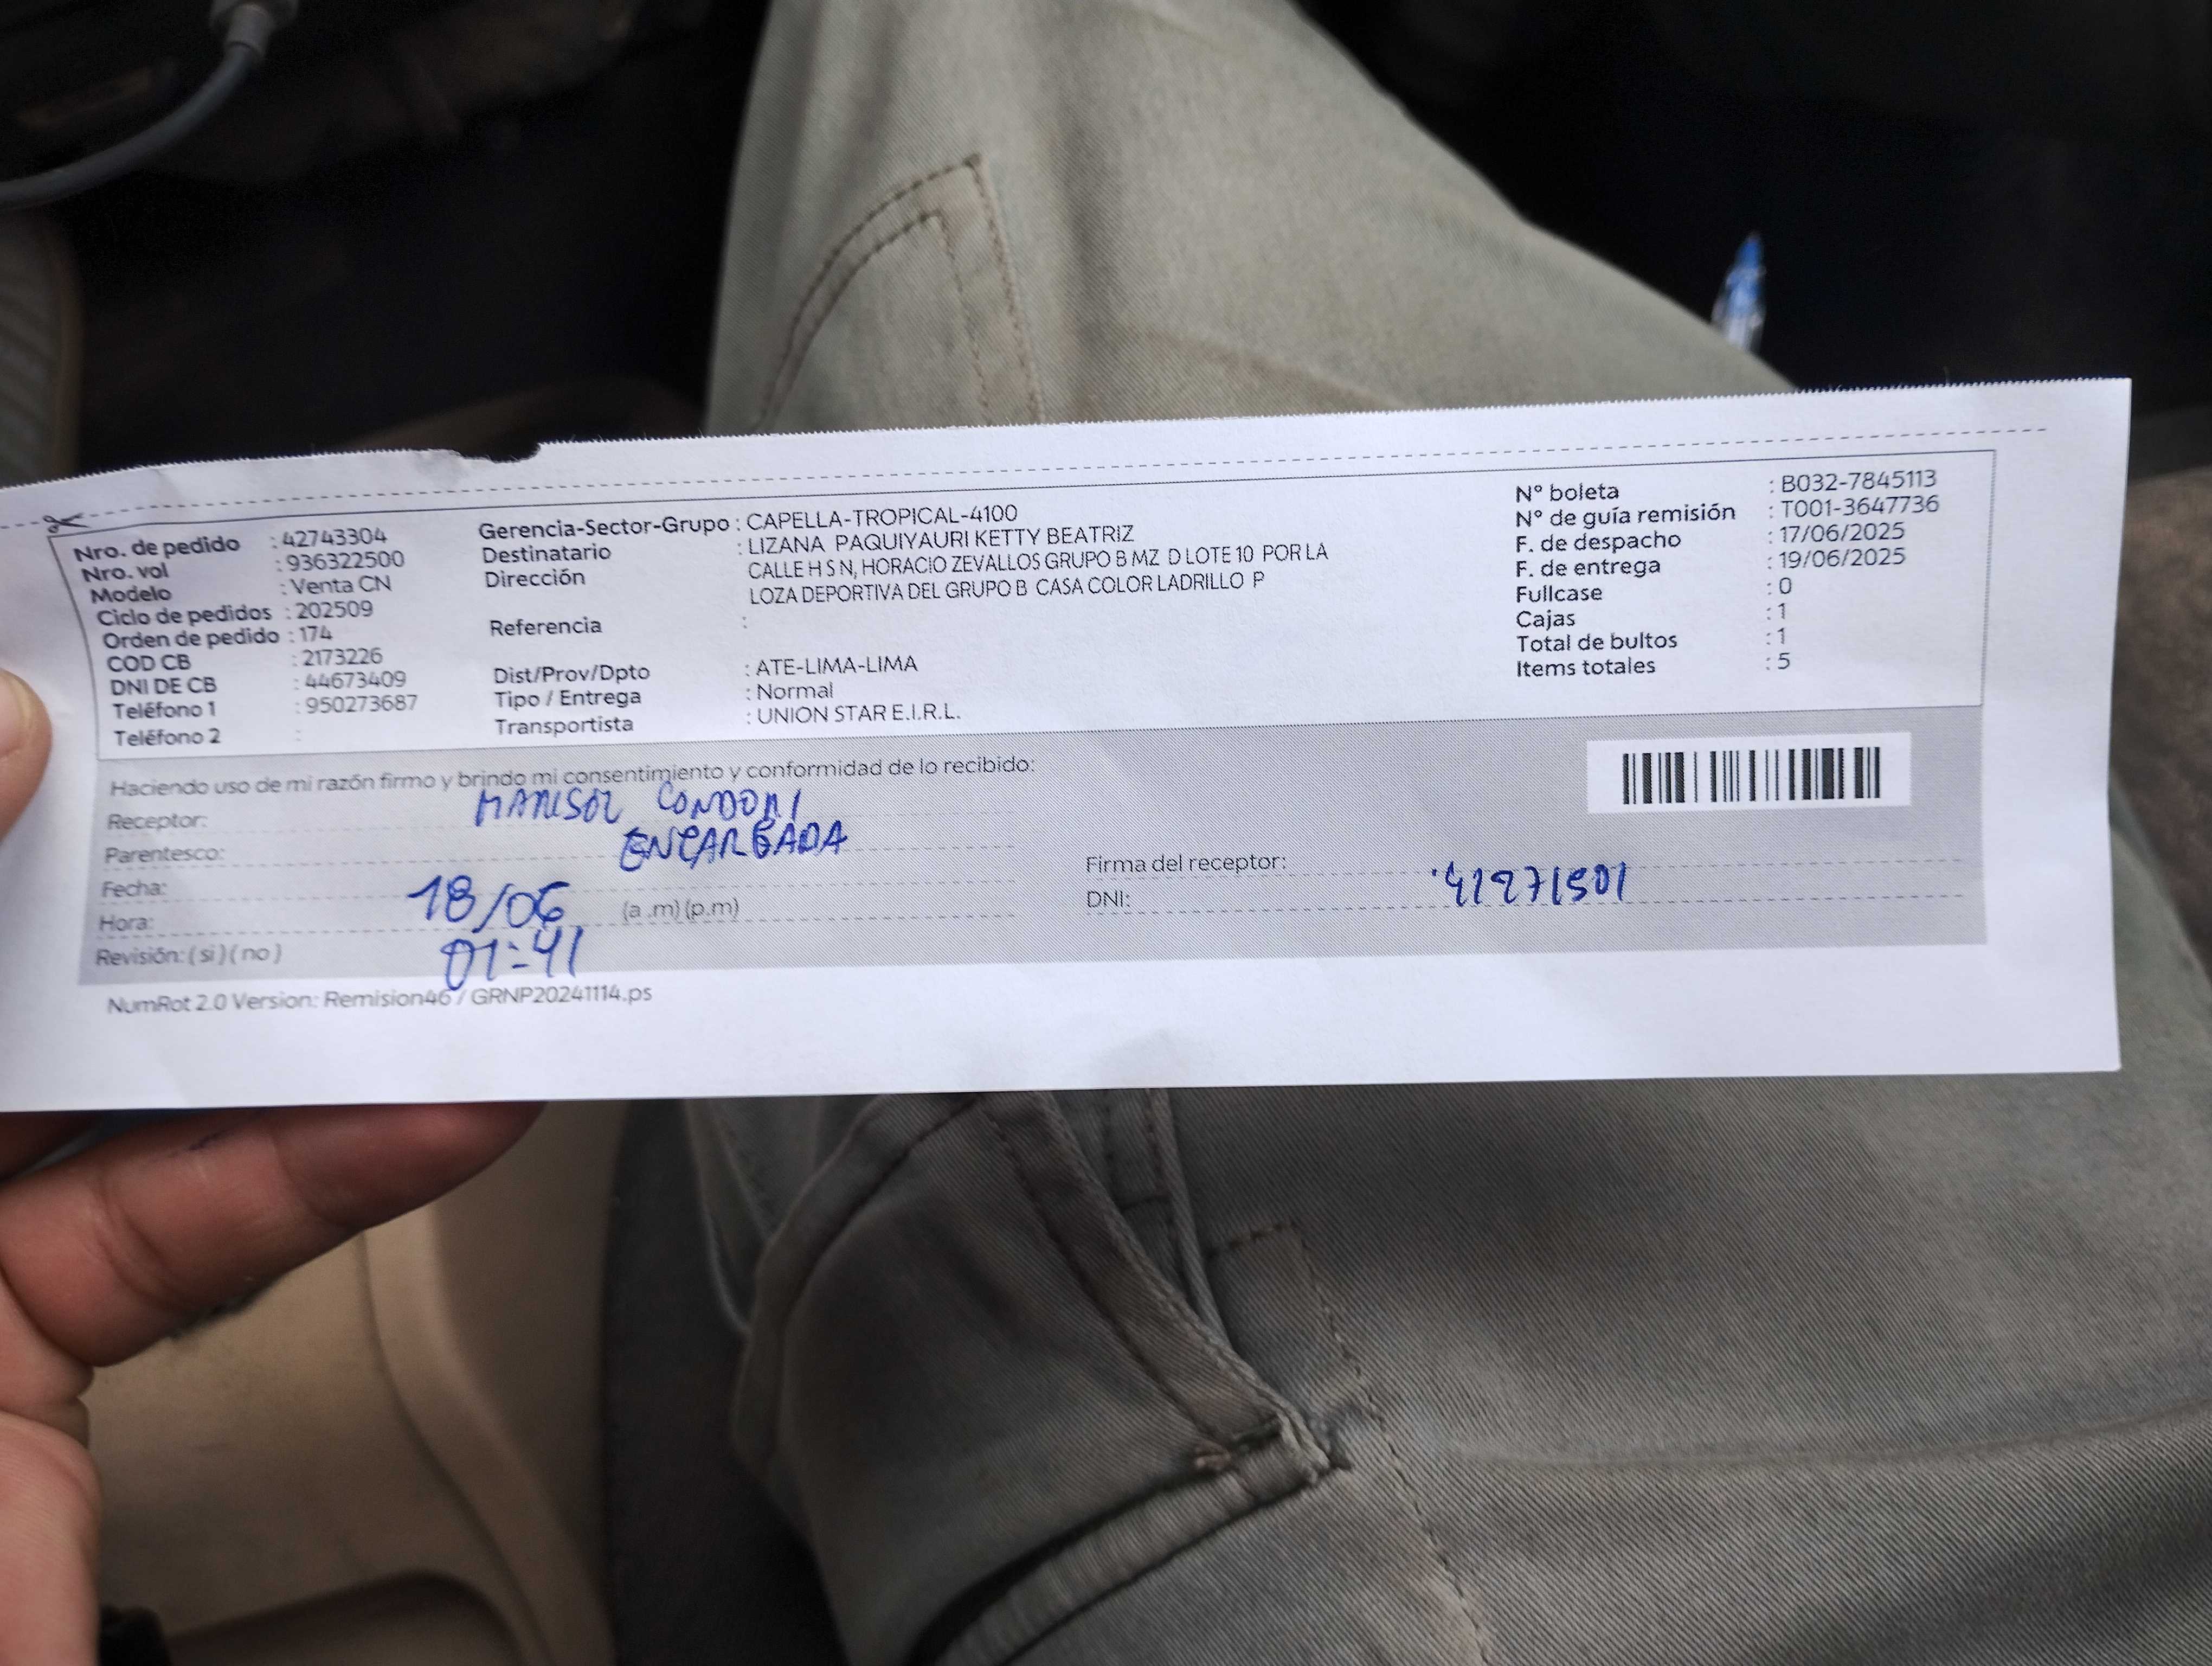 Nro. de pedido : 42743304
Nro. vol : 936322500
Modelo : Venta CN
Ciclo de pedidos : 202509
Orden de pedido : 174
COD CB : 2173226
DNI DE CB : 44673409
Teléfono 1 : 950273687
Teléfono 2 :
Gerencia-Sector-Grupo : CAPELLA-TROPICAL-4100
Destinatario : LIZANA PAQUIYAURI KETTY BEATRIZ
Dirección CALLE H S N, HORACIO ZEVALLOS GRUPO B MZ D LOTE 10 POR LA
LOZA DEPORTIVA DEL GRUPO B CASA COLOR LADRILLO P
Referencia :
Dist/Prov/Dpto : ATE-LIMA-LIMA
Tipo / Entrega : Normal
Transportista : UNION STAR E.I.R.L.
N° boleta : B032-7845113
N° de guía remisión : T001-3647736
F. de despacho : 17/06/2025
F. de entrega : 19/06/2025
Fullcase : 0
Cajas : 1
Total de bultos : 1
Items totales : 5
Haciendo uso de mi razón firmo y brindo mi consentimiento y conformidad de lo recibido:
Receptor: MARISOL CONDORI
Parentesco: ENCARGADA
Fecha: 18/06
Hora: 01:41 (a .m) (p.m)
Revisión: ( si ) ( no )
Firma del receptor:
DNI: 41271501
NumRot 2.0 Version: Remision46 / GRNP20241114.ps